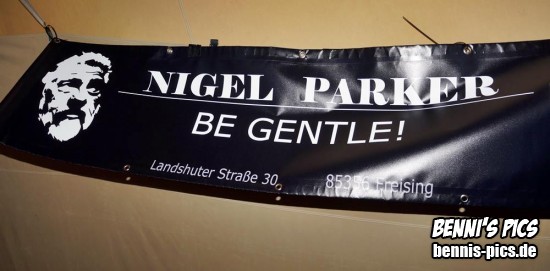 NIGEL PARKER
BE GENTLE!
Landshuter Straße 30 85356 Freising
BENNI'S PICS
bennis-pics.de